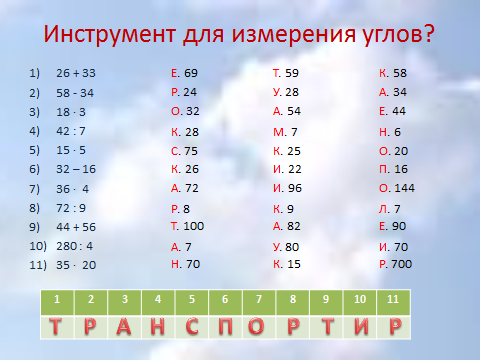 Инструмент для измерения углов?
1) 26 + 33 Е. 69 Т. 59 К. 58
2) 58 - 34 Р. 24 У. 28 А. 34
3) 18 · 3 О. 32 А. 54 Е. 44
4) 42 : 7 К. 28 М. 7 Н. 6
5) 15 · 5 С. 75 К. 25 О. 20
6) 32 – 16 К. 26 И. 22 П. 16
7) 36 · 4 А. 72 И. 96 О. 144
8) 72 : 9 Р. 8 К. 9 Л. 7
9) 44 + 56 Т. 100 А. 82 Е. 90
10) 280 : 4 А. 7 У. 80 И. 70
11) 35 · 20 Н. 70 К. 15 Р. 700
1 2 3 4 5 6 7 8 9 10 11
Т Р А Н С П О Р Т И Р